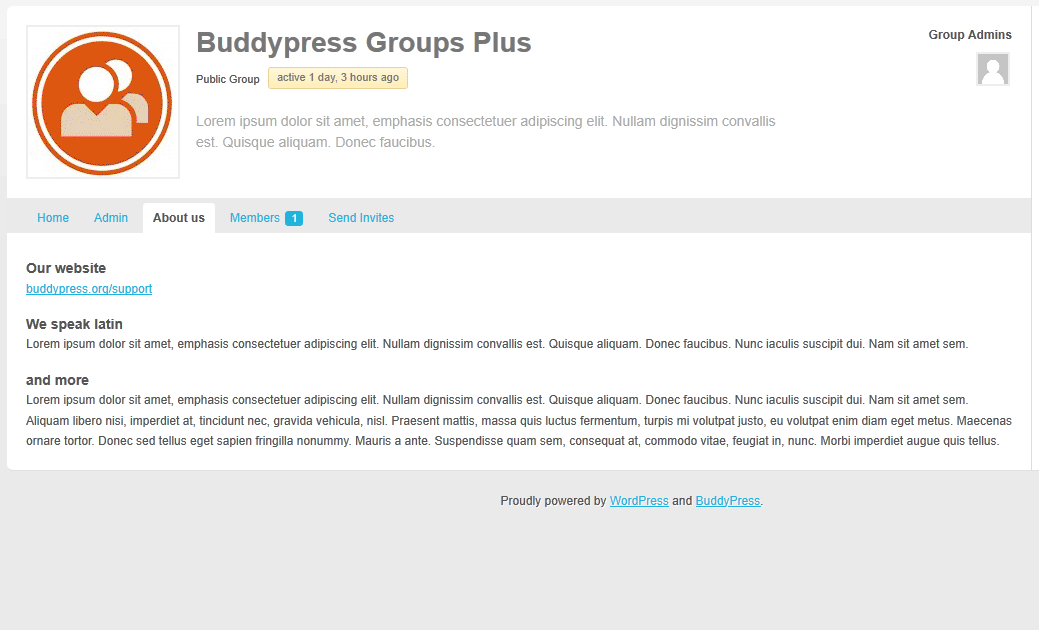 Buddypress Groups Plus
Group Admins
Public Group active 1 day, 3 hours ago
Lorem ipsum dolor sit amet, emphasis consectetuer adipiscing elit. Nullam dignissim convallis
est. Quisque aliquam. Donec faucibus.
Home Admin About us Members 1 Send Invites
Our website
buddypress.org/support
We speak latin
Lorem ipsum dolor sit amet, emphasis consectetuer adipiscing elit. Nullam dignissim convallis est. Quisque aliquam. Donec faucibus. Nunc iaculis suscipit dui. Nam sit amet sem.
and more
Lorem ipsum dolor sit amet, emphasis consectetuer adipiscing elit. Nullam dignissim convallis est. Quisque aliquam. Donec faucibus. Nunc iaculis suscipit dui. Nam sit amet sem.
Aliquam libero nisi, imperdiet at, tincidunt nec, gravida vehicula, nisl. Praesent mattis, massa quis luctus fermentum, turpis mi volutpat justo, eu volutpat enim diam eget metus. Maecenas
ornare tortor. Donec sed tellus eget sapien fringilla nonummy. Mauris a ante. Suspendisse quam sem, consequat at, commodo vitae, feugiat in, nunc. Morbi imperdiet augue quis tellus.
Proudly powered by WordPress and BuddyPress.